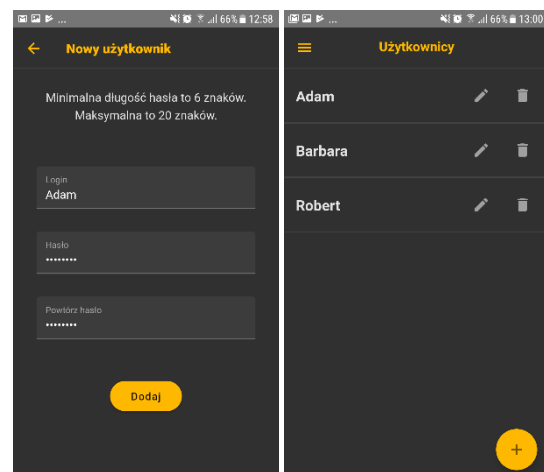 ... 66% 12:58
Nowy użytkownik
Minimalna długość hasła to 6 znaków.
Maksymalna to 20 znaków.
Login
Adam
Hasło
••••••••
Powtórz hasło
••••••••
Dodaj
... 66% 13:00
Użytkownicy
Adam
Barbara
Robert
+